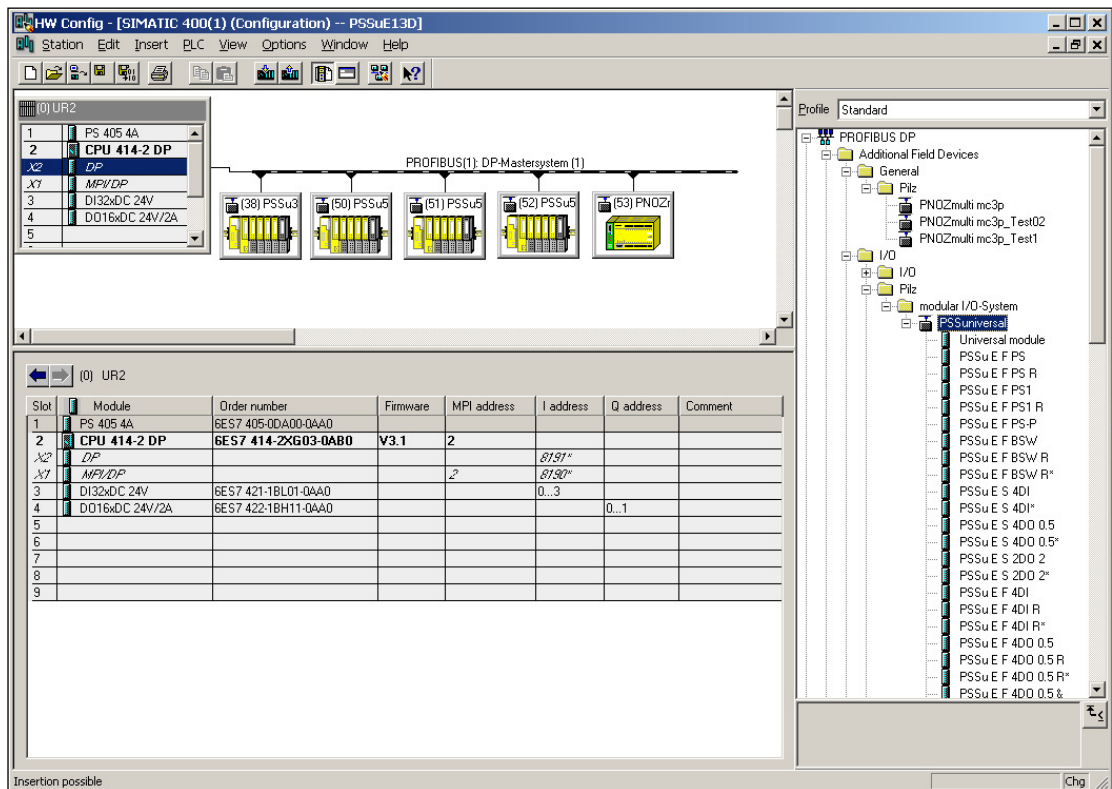 HW Config - [SIMATIC 400(1) (Configuration) -- PSSuE13D]
Station Edit Insert PLC View Options Window Help
(0) UR2
1 PS 405 4A
2 CPU 414-2 DP
X2 DP
X1 MPI/DP
3 DI32xDC 24V
4 DO16xDC 24V/2A
5
PROFIBUS(1): DP-Mastersystem (1)
(38) PSSu3 (50) PSSu5 (51) PSSu5 (52) PSSu5 (53) PNOZr
(0) UR2
Slot Module Order number Firmware MPI address I address Q address Comment
1 PS 405 4A 6ES7 405-0DA00-0AA0
2 CPU 414-2 DP 6ES7 414-2XG03-0AB0 V3.1 2
X2 DP 8191*
X1 MPI/DP 2 8190*
3 DI32xDC 24V 6ES7 421-1BL01-0AA0 0...3
4 DO16xDC 24V/2A 6ES7 422-1BH11-0AA0 0...1
5
6
7
8
9
Profile Standard
PROFIBUS DP
Additional Field Devices
General
Pilz
PNOZmulti mc3p
PNOZmulti mc3p_Test02
PNOZmulti mc3p_Test1
I/O
I/O
Pilz
modular I/O-System
PSSuniversal
Universal module
PSSu E F PS
PSSu E F PS R
PSSu E F PS1
PSSu E F PS1 R
PSSu E F PS-P
PSSu E F BSW
PSSu E F BSW R
PSSu E F BSW R*
PSSu E S 4DI
PSSu E S 4DI*
PSSu E S 4DO 0.5
PSSu E S 4DO 0.5*
PSSu E S 2DO 2
PSSu E S 2DO 2*
PSSu E F 4DI
PSSu E F 4DI R
PSSu E F 4DI R*
PSSu E F 4DO 0.5
PSSu E F 4DO 0.5 R
PSSu E F 4DO 0.5 R*
PSSu E F 4DO 0.5 &
Insertion possible
Chg